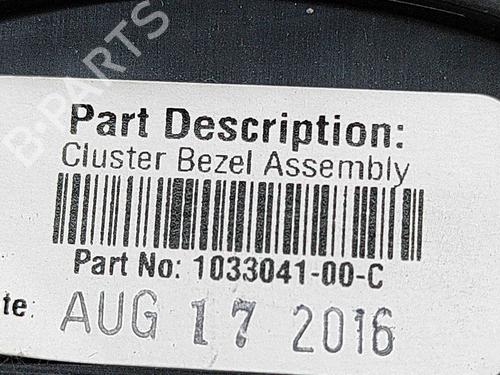 B-PARTS
Part Description:
Cluster Bezel Assembly
Part No: 1033041-00-C
te: AUG 17 2016